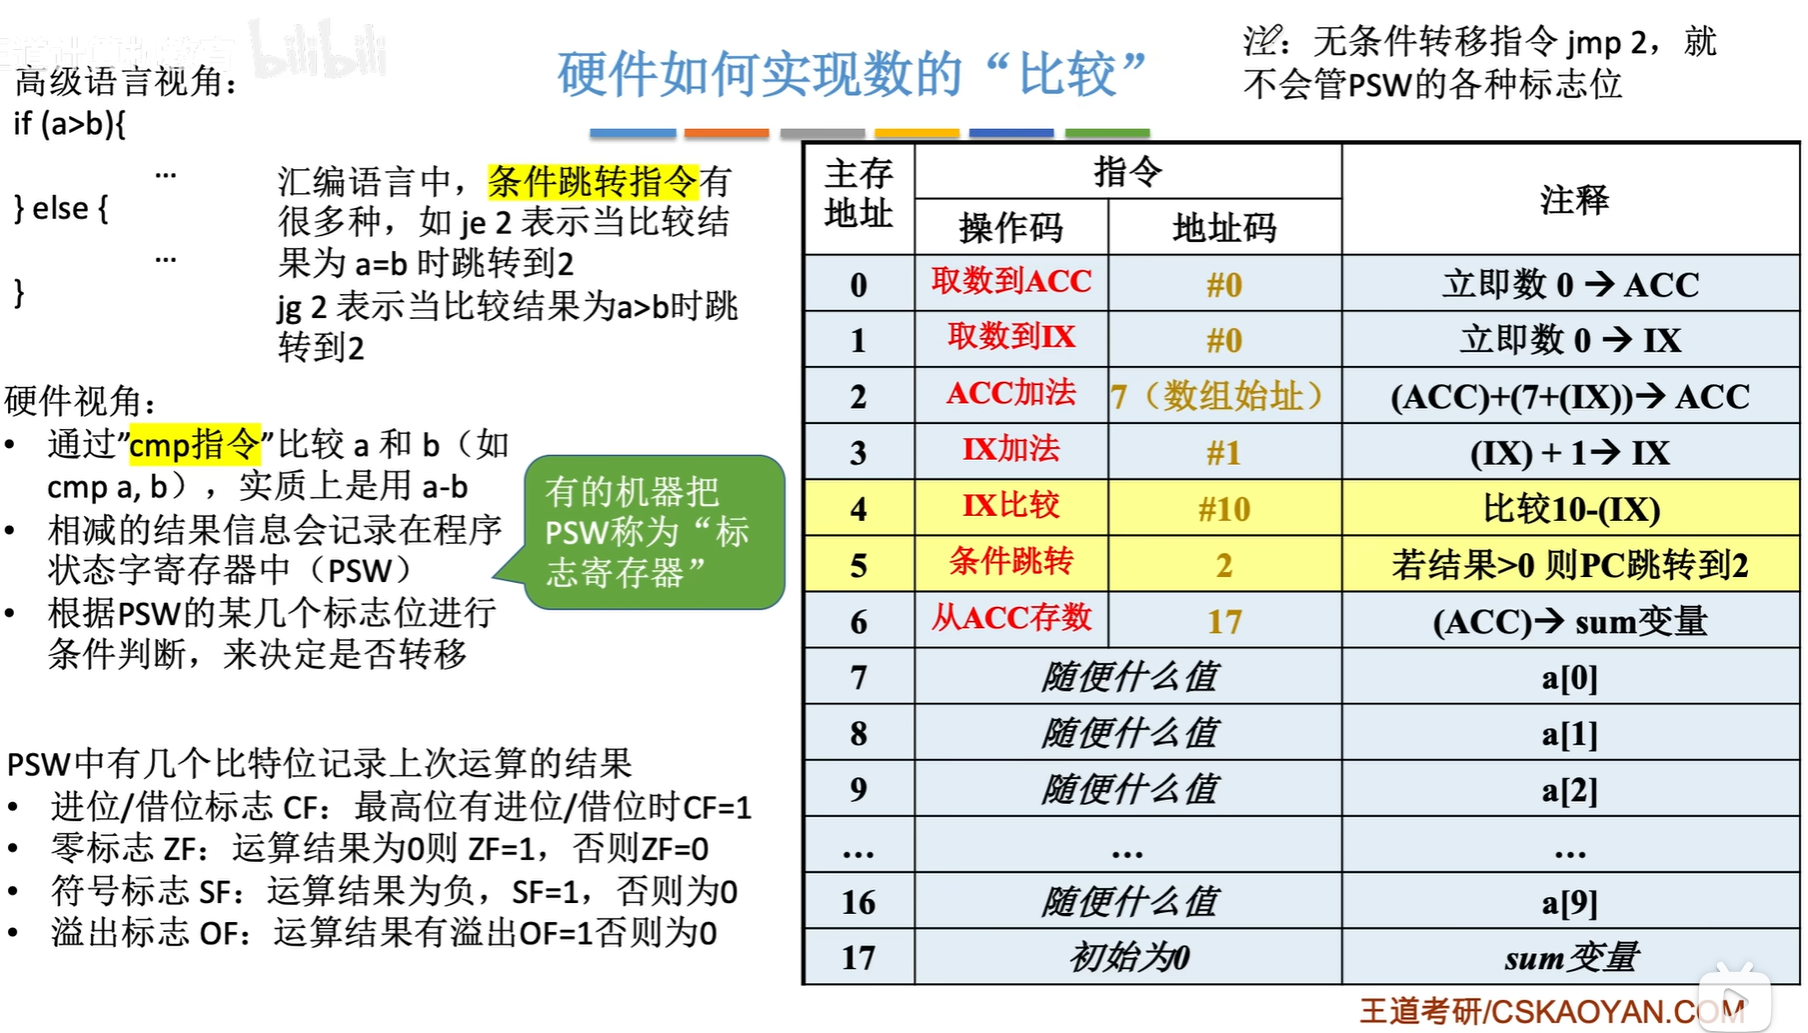 bilibili
硬件如何实现数的“比较”
注：无条件转移指令 jmp 2，就
不会管PSW的各种标志位
高级语言视角：
if (a>b){
...
} else {
...
}
汇编语言中，条件跳转指令有
很多种，如 je 2 表示当比较结
果为 a=b 时跳转到2
jg 2 表示当比较结果为a>b时跳
转到2
硬件视角：
• 通过”cmp指令”比较 a 和 b（如
cmp a, b），实质上是用 a-b
• 相减的结果信息会记录在程序
状态字寄存器中（PSW）
• 根据PSW的某几个标志位进行
条件判断，来决定是否转移
有的机器把
PSW称为“标
志寄存器”
PSW中有几个比特位记录上次运算的结果
• 进位/借位标志 CF：最高位有进位/借位时CF=1
• 零标志 ZF：运算结果为0则 ZF=1，否则ZF=0
• 符号标志 SF：运算结果为负，SF=1，否则为0
• 溢出标志 OF：运算结果有溢出OF=1否则为0
主存地址 指令 注释
操作码 地址码
0 取数到ACC #0 立即数 0 → ACC
1 取数到IX #0 立即数 0 → IX
2 ACC加法 7（数组始址） (ACC)+(7+(IX))→ ACC
3 IX加法 #1 (IX) + 1→ IX
4 IX比较 #10 比较10-(IX)
5 条件跳转 2 若结果>0 则PC跳转到2
6 从ACC存数 17 (ACC)→ sum变量
7 随便什么值 a[0]
8 随便什么值 a[1]
9 随便什么值 a[2]
... ... ...
16 随便什么值 a[9]
17 初始为0 sum变量
王道考研/CSKAOYAN.COM